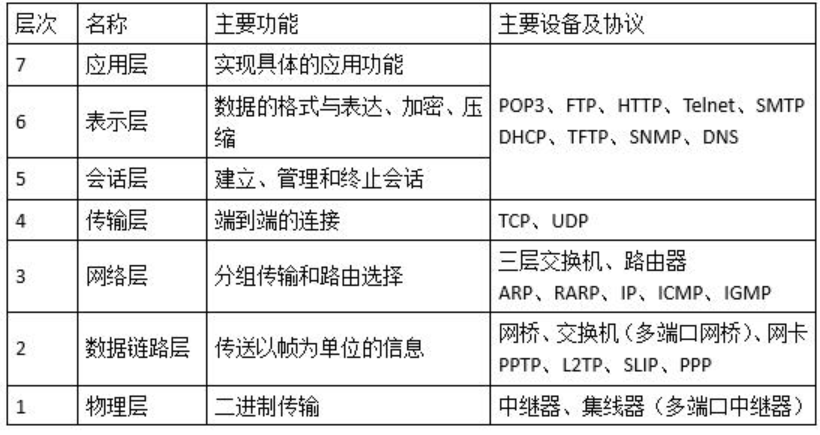 层次 名称 主要功能 主要设备及协议
7 应用层 实现具体的应用功能
POP3、FTP、HTTP、Telnet、SMTP
DHCP、TFTP、SNMP、DNS
6 表示层 数据的格式与表达、加密、压
缩
5 会话层 建立、管理和终止会话
4 传输层 端到端的连接 TCP、UDP
3 网络层 分组传输和路由选择 三层交换机、路由器
ARP、RARP、IP、ICMP、IGMP
2 数据链路层 传送以帧为单位的信息 网桥、交换机（多端口网桥）、网卡
PPTP、L2TP、SLIP、PPP
1 物理层 二进制传输 中继器、集线器（多端口中继器）